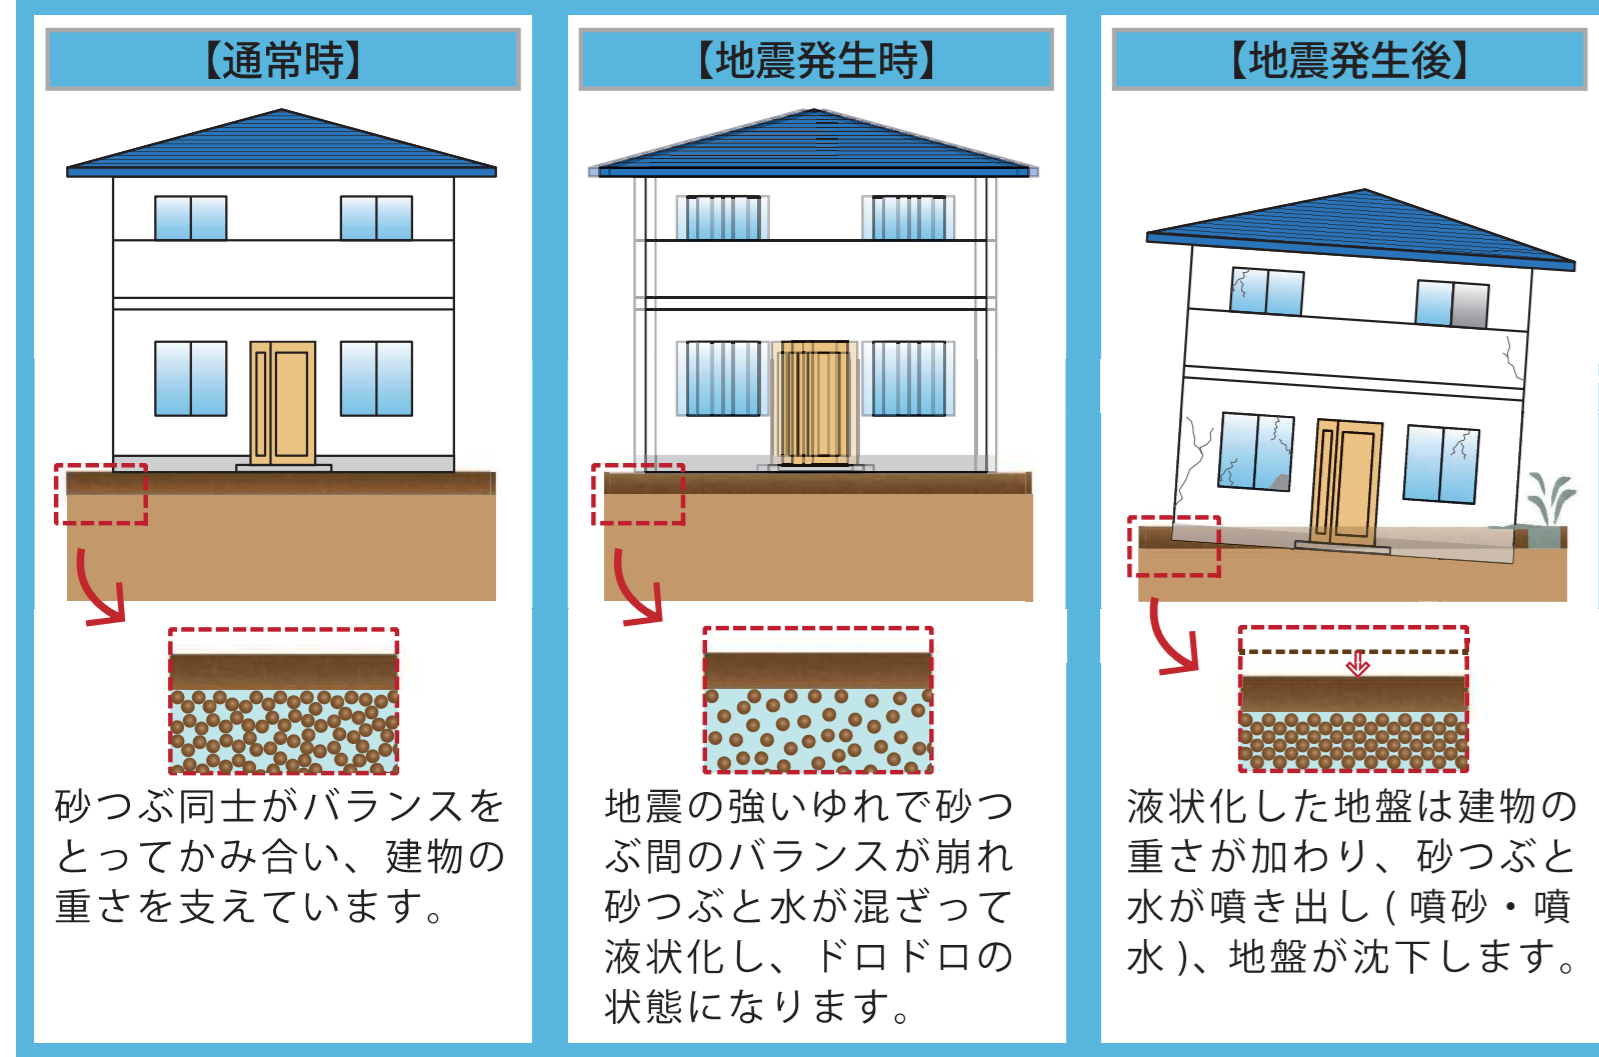 【通常時】
砂つぶ同士がバランスを
とってかみ合い、建物の
重さを支えています。
【地震発生時】
地震の強いゆれで砂つ
ぶ間のバランスが崩れ
砂つぶと水が混ざって
液状化し、ドロドロの
状態になります。
【地震発生後】
液状化した地盤は建物の
重さが加わり、砂つぶと
水が噴き出し(噴砂・噴
水)、地盤が沈下します。